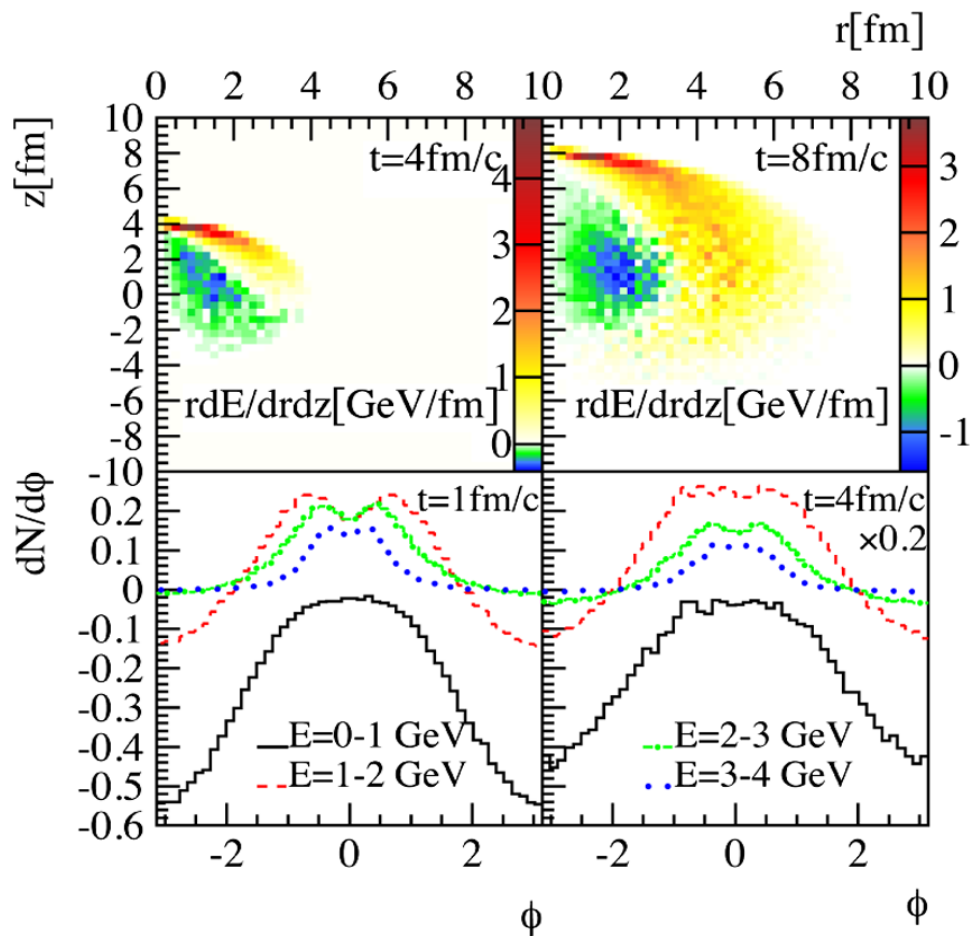 r[fm]
0 2 4 6 8 10 2 4 6 8 10
z[fm]
10
8
6
4
2
0
-2
-4
-6
-8
-10
t=4fm/c
4
3
2
1
0
rdE/drdz[GeV/fm]
t=8fm/c
3
2
1
0
-1
rdE/drdz[GeV/fm]
dN/dϕ
0.2
0.1
0
-0.1
-0.2
-0.3
-0.4
-0.5
-0.6
t=1fm/c
E=0-1 GeV
E=1-2 GeV
t=4fm/c
×0.2
E=2-3 GeV
E=3-4 GeV
-2 0 2 -2 0 2
ϕ ϕ